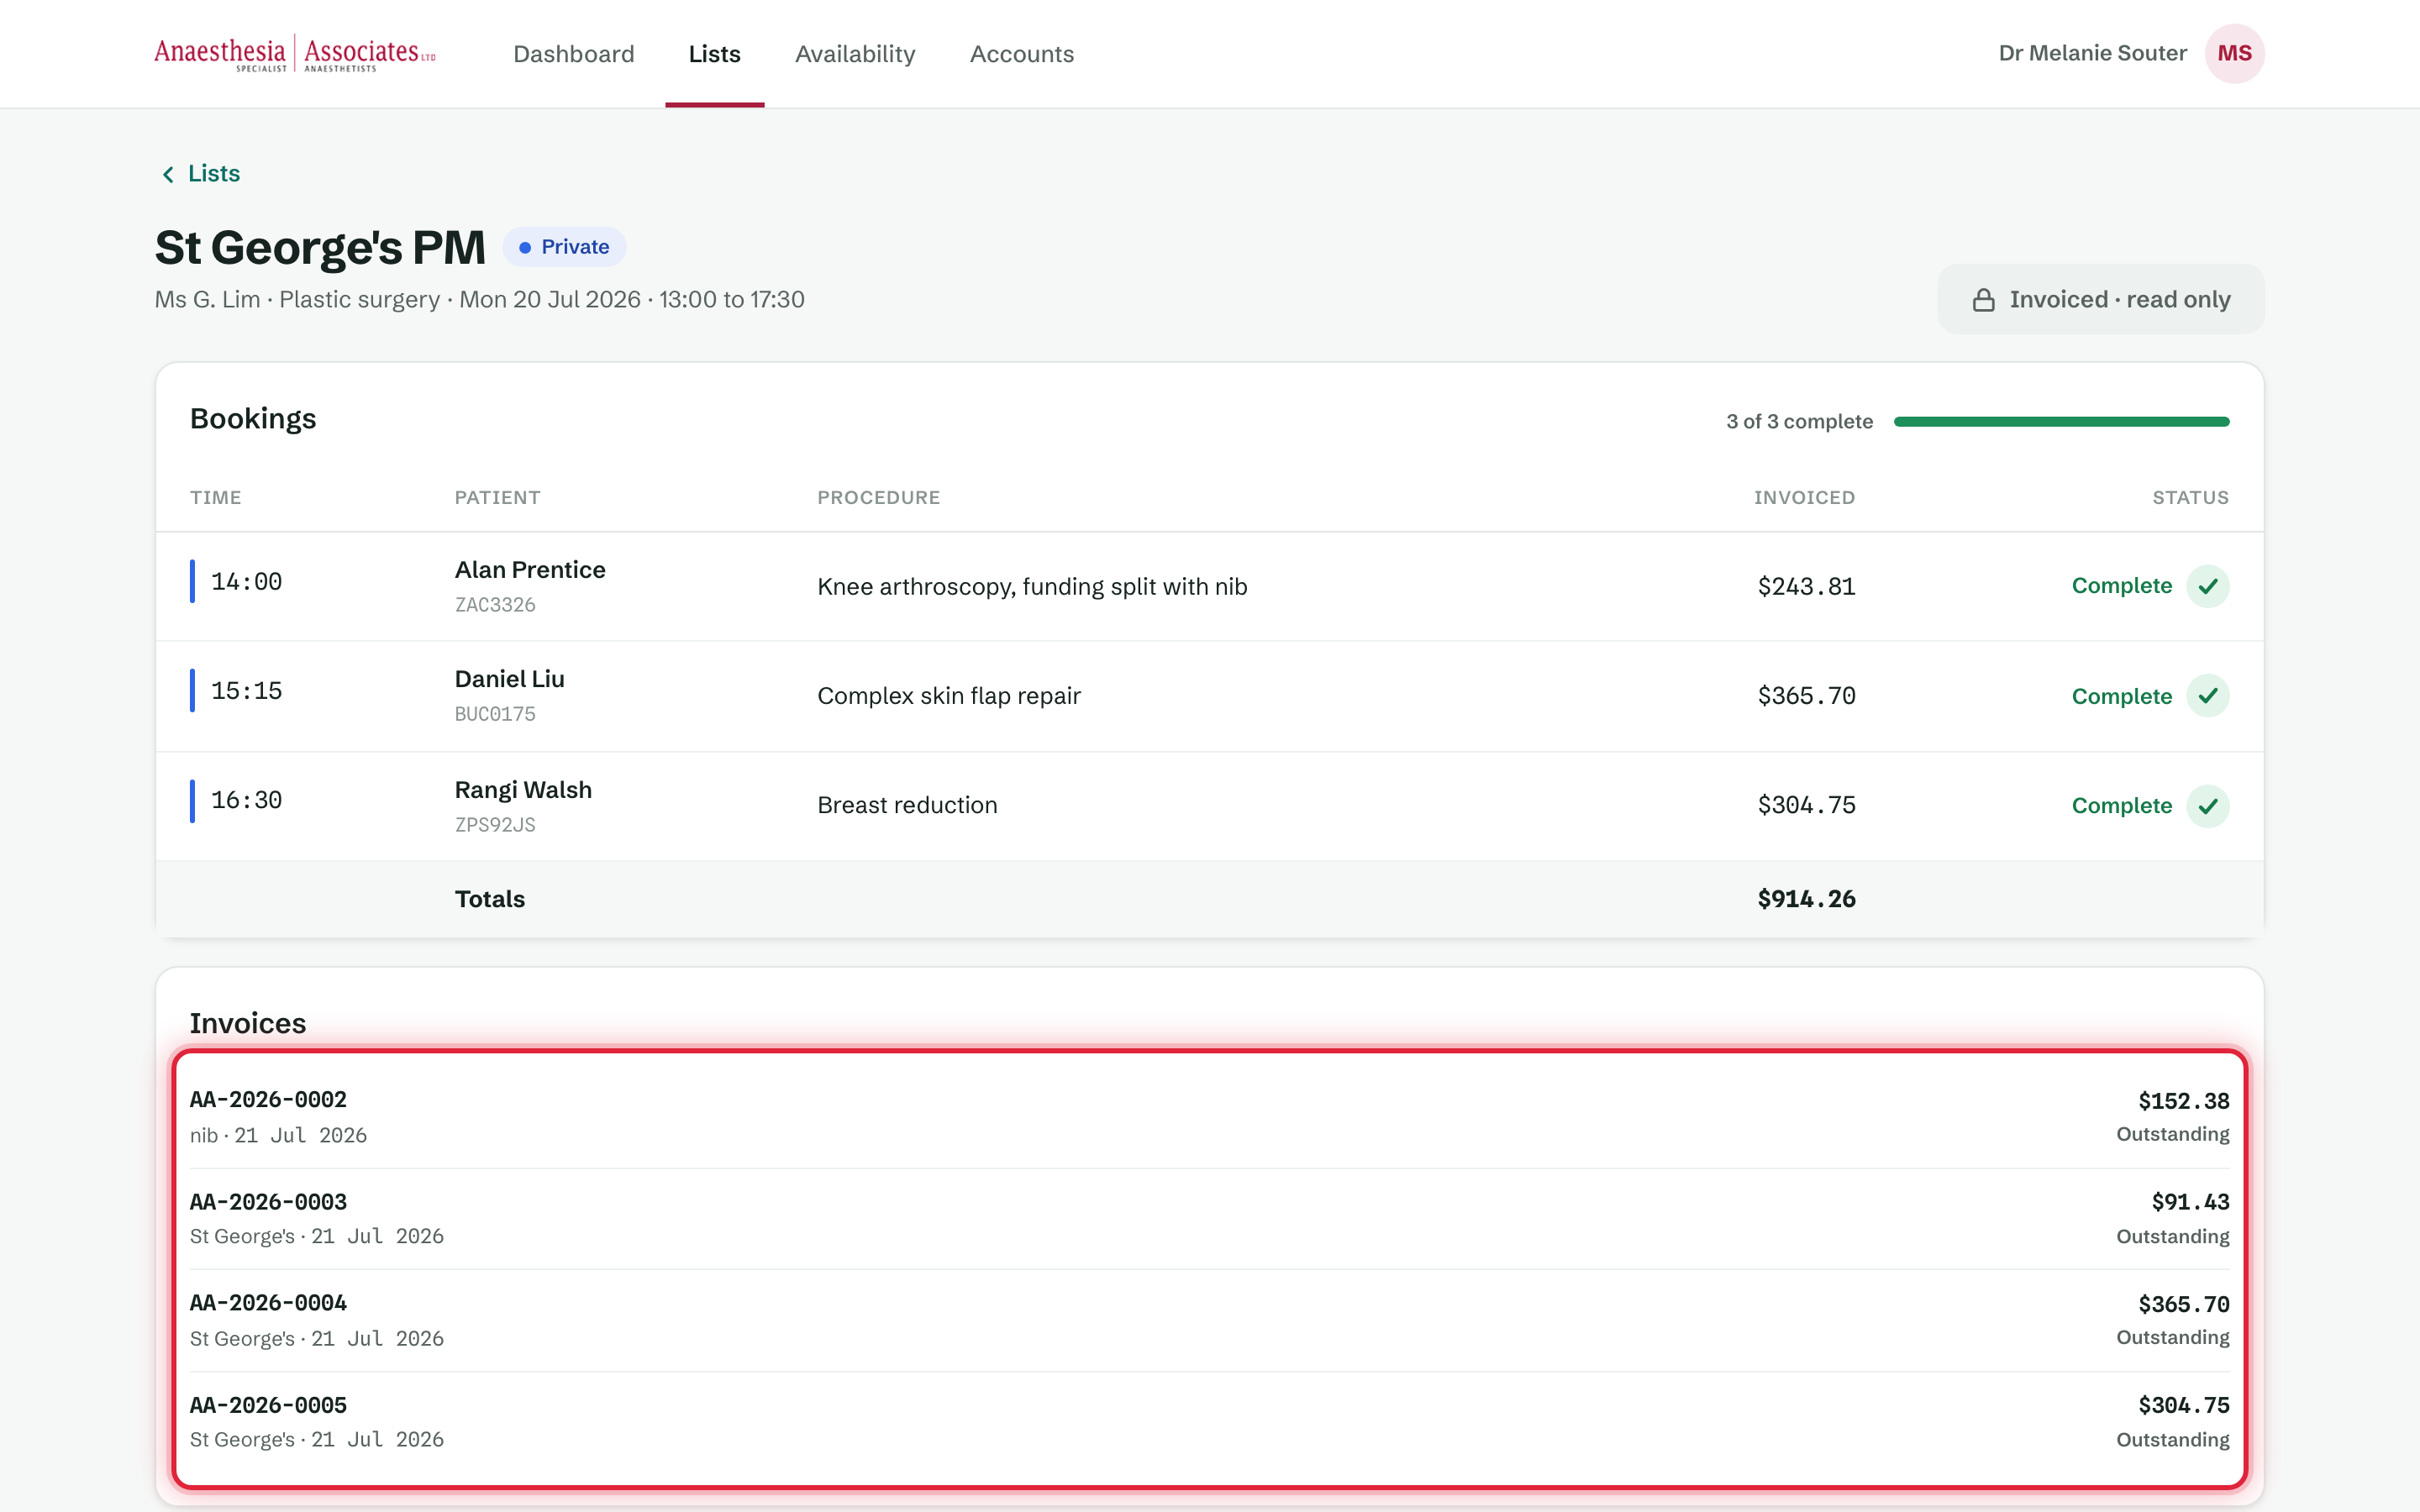 Anaesthesia | Associates LTD
SPECIALIST ANAESTHETISTS
Dashboard
Lists
Availability
Accounts
Dr Melanie Souter
MS
Lists
St George's PM
Private
Ms G. Lim · Plastic surgery · Mon 20 Jul 2026 · 13:00 to 17:30
Invoiced · read only
Bookings
3 of 3 complete
TIME PATIENT PROCEDURE INVOICED STATUS
14:00 Alan Prentice Knee arthroscopy, funding split with nib $243.81 Complete
ZAC3326
15:15 Daniel Liu Complex skin flap repair $365.70 Complete
BUC0175
16:30 Rangi Walsh Breast reduction $304.75 Complete
ZPS92JS
Totals $914.26
Invoices
AA-2026-0002 $152.38
nib · 21 Jul 2026 Outstanding
AA-2026-0003 $91.43
St George's · 21 Jul 2026 Outstanding
AA-2026-0004 $365.70
St George's · 21 Jul 2026 Outstanding
AA-2026-0005 $304.75
St George's · 21 Jul 2026 Outstanding